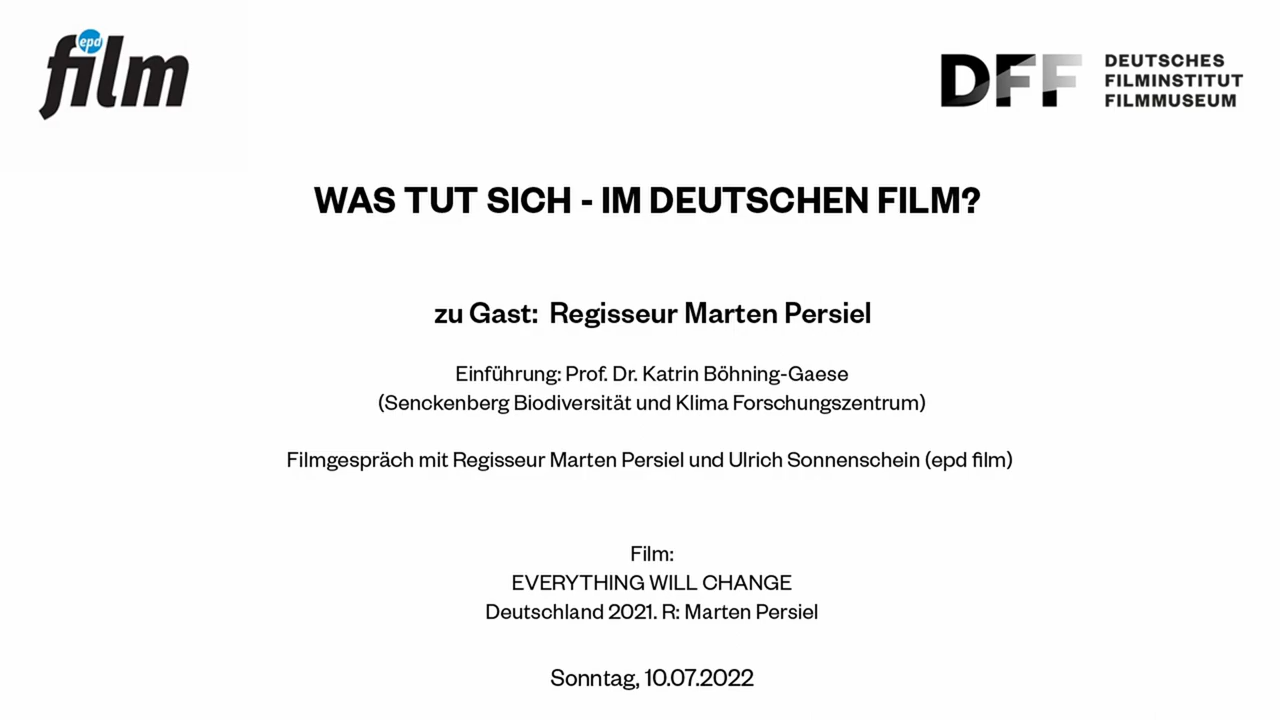 epd
film
DFF
DEUTSCHES
FILMINSTITUT
FILMMUSEUM
WAS TUT SICH - IM DEUTSCHEN FILM?
zu Gast: Regisseur Marten Persiel
Einführung: Prof. Dr. Katrin Böhning-Gaese
(Senckenberg Biodiversität und Klima Forschungszentrum)
Filmgespräch mit Regisseur Marten Persiel und Ulrich Sonnenschein (epd film)
Film:
EVERYTHING WILL CHANGE
Deutschland 2021. R: Marten Persiel
Sonntag, 10.07.2022